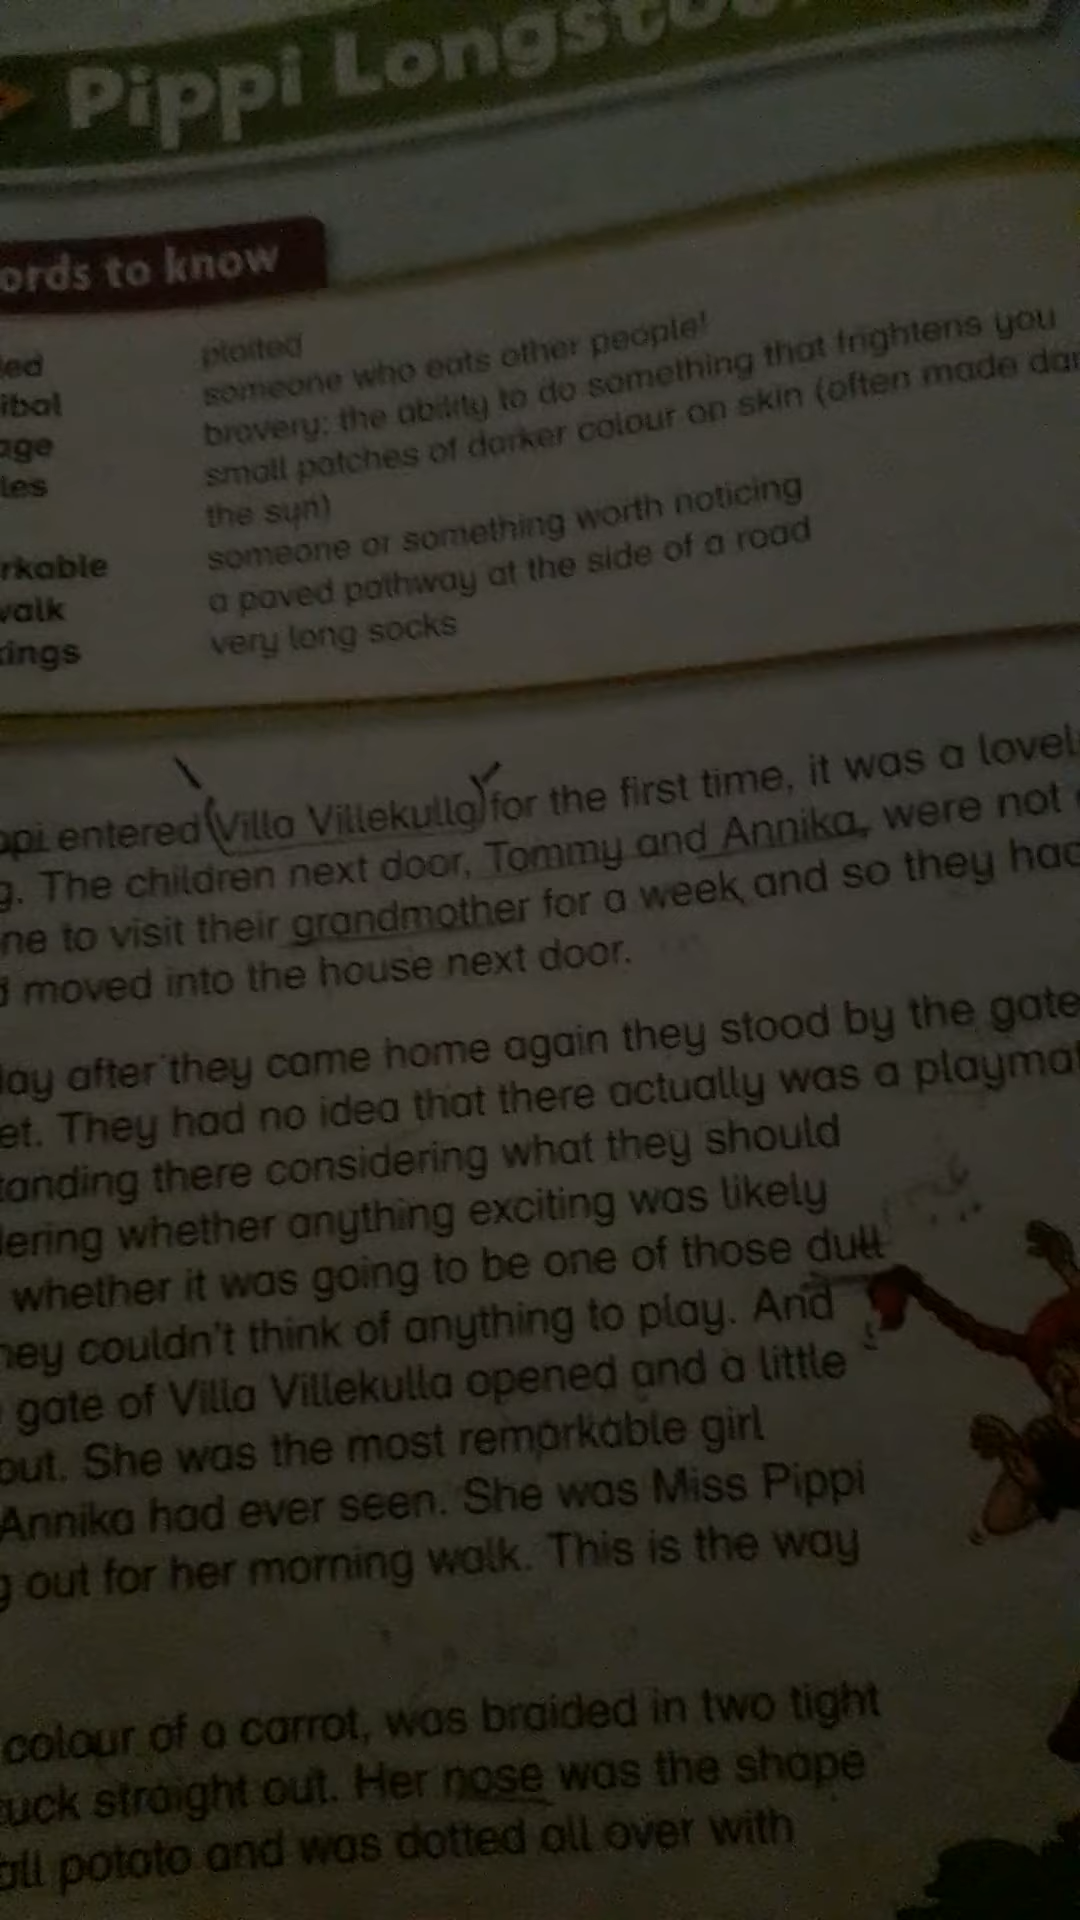 Pippi Longsto
ords to know
ed plaited
ibal someone who eats other people!
age bravery; the ability to do something that frightens you
les small patches of darker colour on skin (often made dar
the sun)
rkable someone or something worth noticing
walk a paved pathway at the side of a road
ings very long socks
ppi entered Villa Villekulla for the first time, it was a lovel
g. The children next door, Tommy and Annika, were not
ne to visit their grandmother for a week and so they had
d moved into the house next door.
day after they came home again they stood by the gate
et. They had no idea that there actually was a playmat
tanding there considering what they should
dering whether anything exciting was likely
whether it was going to be one of those dull
hey couldn't think of anything to play. And
gate of Villa Villekulla opened and a little
out. She was the most remarkable girl
Annika had ever seen. She was Miss Pippi
g out for her morning walk. This is the way
colour of a carrot, was braided in two tight
tuck straight out. Her nose was the shape
all potato and was dotted all over with